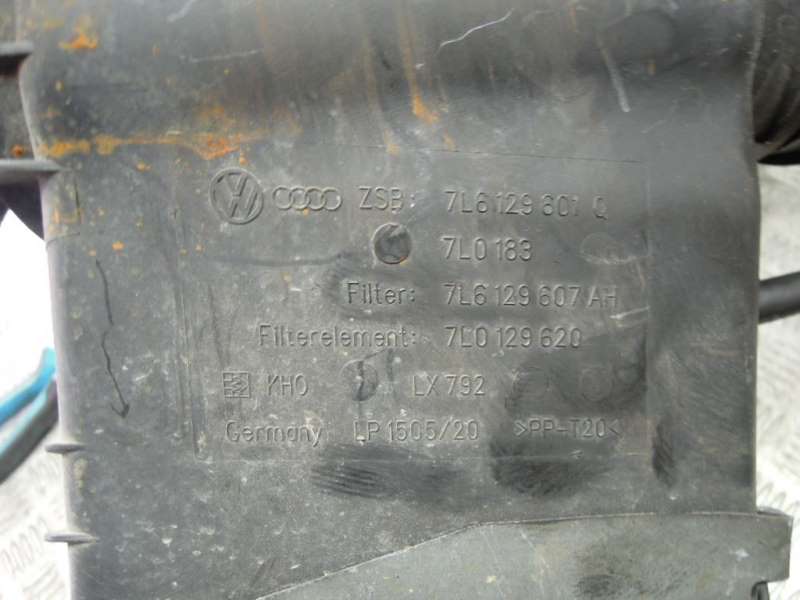 ZSB: 7L6 129 601 Q
7L0 183
Filter: 7L6 129 607 AH
Filterelement: 7L0 129 620
KHO LX 792
Germany LP 1505/20 >PP-T20<